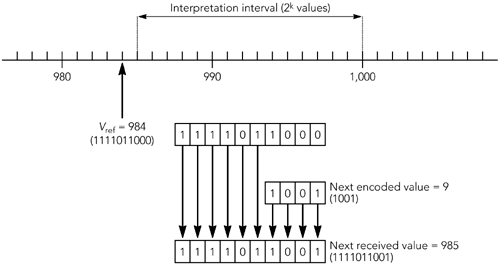 Interpretation interval (2ᵏ values)
980 990 1,000
Vref = 984
(1111011000)
1 1 1 1 0 1 1 0 0 0
1 0 0 1
Next encoded value = 9
(1001)
1 1 1 1 0 1 1 0 0 1
Next received value = 985
(1111011001)